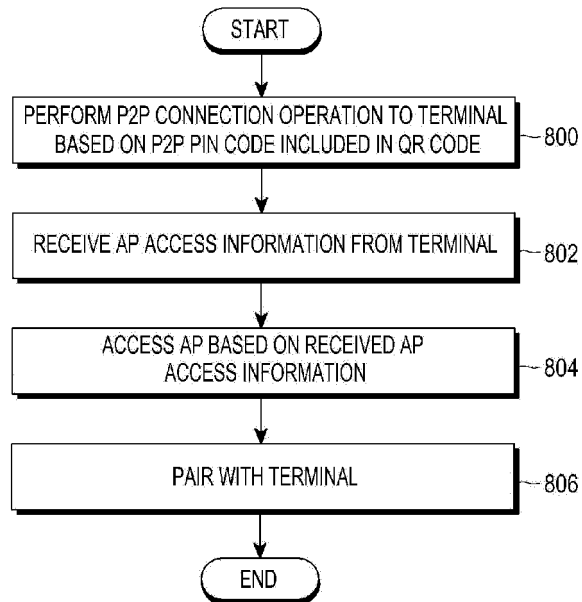 START
PERFORM P2P CONNECTION OPERATION TO TERMINAL
BASED ON P2P PIN CODE INCLUDED IN QR CODE
800
RECEIVE AP ACCESS INFORMATION FROM TERMINAL
802
ACCESS AP BASED ON RECEIVED AP
ACCESS INFORMATION
804
PAIR WITH TERMINAL
806
END